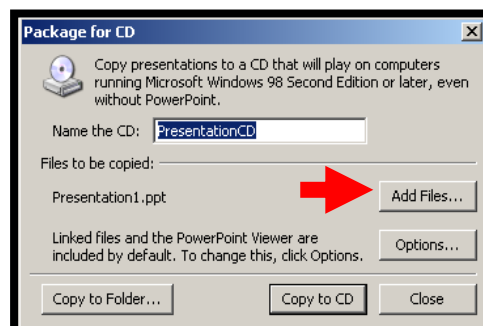 Package for CD
Copy presentations to a CD that will play on computers
running Microsoft Windows 98 Second Edition or later, even
without PowerPoint.
Name the CD: PresentationCD
Files to be copied:
Presentation1.ppt Add Files...
Linked files and the PowerPoint Viewer are
included by default. To change this, click Options. Options...
Copy to Folder... Copy to CD Close